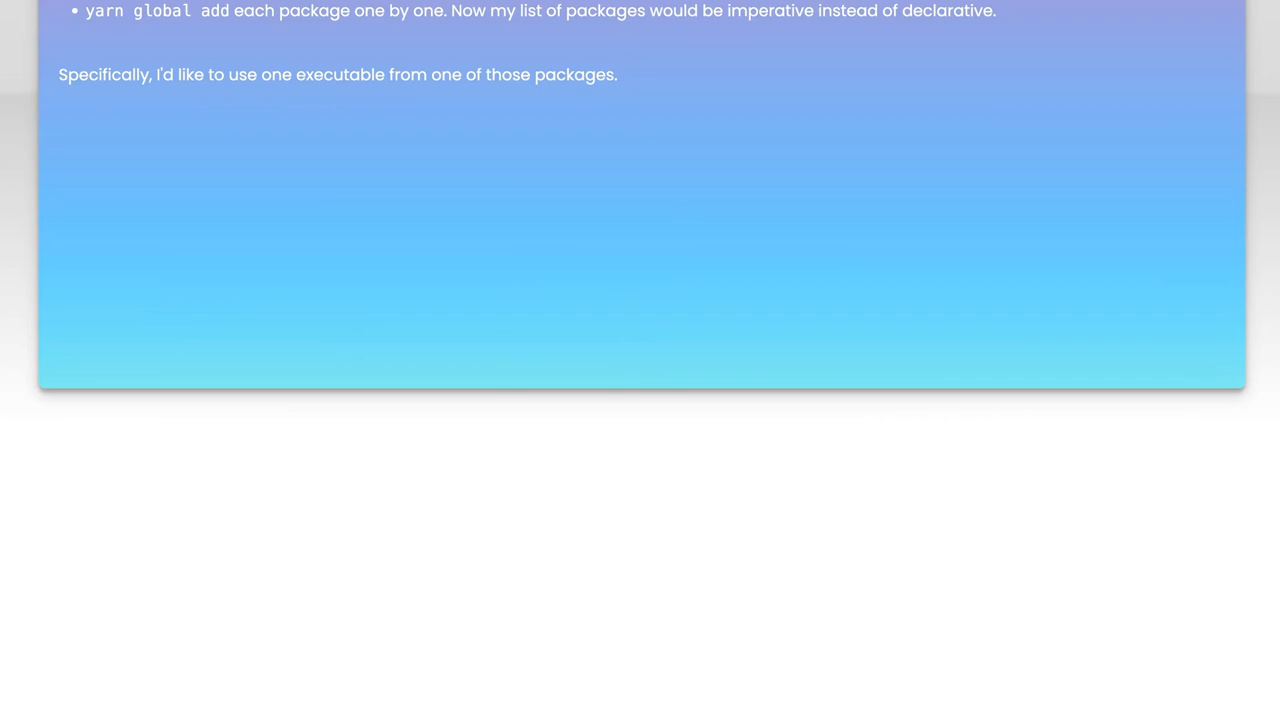 • yarn global add each package one by one. Now my list of packages would be imperative instead of declarative.
Specifically, I'd like to use one executable from one of those packages.